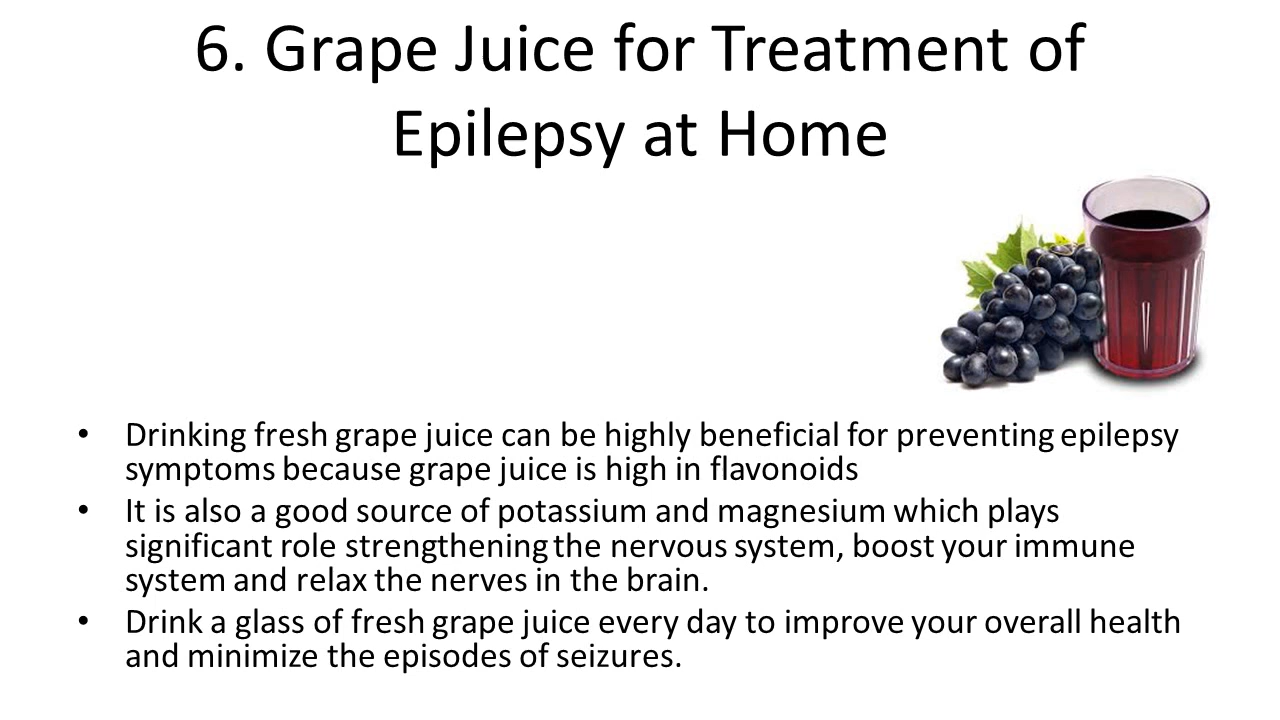 6. Grape Juice for Treatment of
Epilepsy at Home
• Drinking fresh grape juice can be highly beneficial for preventing epilepsy
symptoms because grape juice is high in flavonoids
• It is also a good source of potassium and magnesium which plays
significant role strengthening the nervous system, boost your immune
system and relax the nerves in the brain.
• Drink a glass of fresh grape juice every day to improve your overall health
and minimize the episodes of seizures.